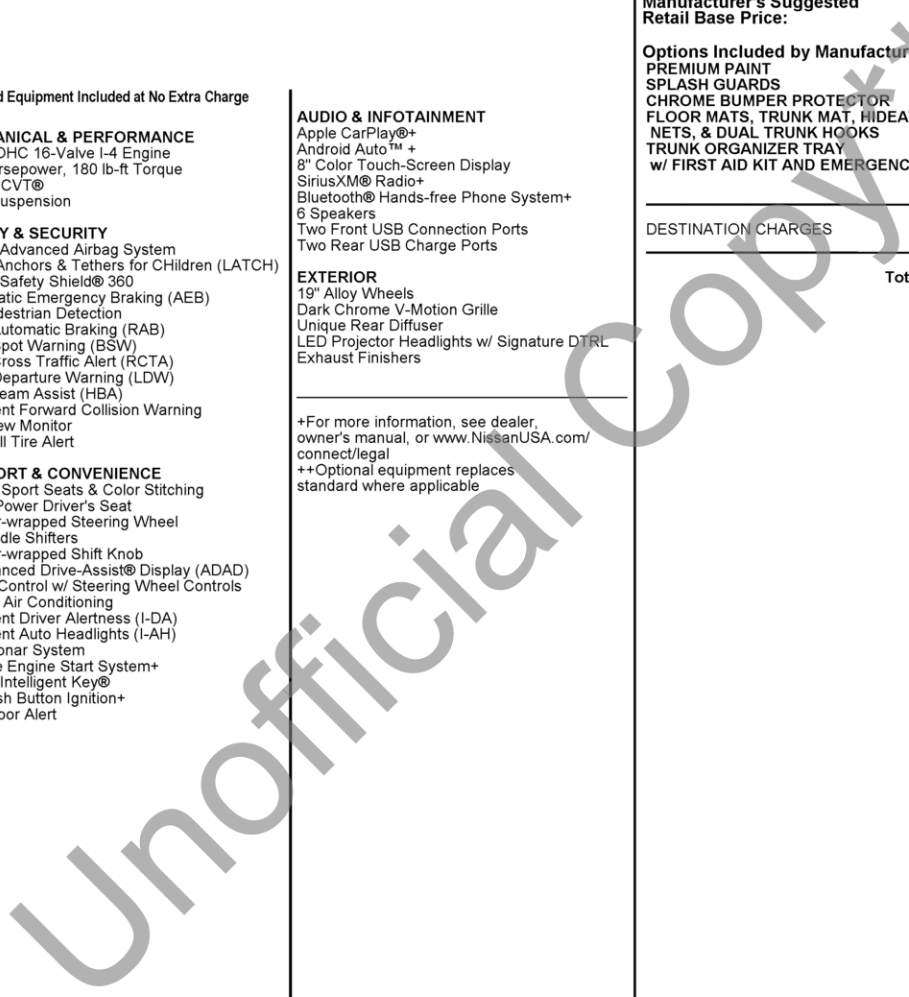 d Equipment Included at No Extra Charge
ANICAL & PERFORMANCE
OHC 16-Valve I-4 Engine
rsepower, 180 lb-ft Torque
CVT®
uspension
Y & SECURITY
Advanced Airbag System
Anchors & Tethers for CHildren (LATCH)
Safety Shield® 360
atic Emergency Braking (AEB)
destrian Detection
utomatic Braking (RAB)
pot Warning (BSW)
ross Traffic Alert (RCTA)
Departure Warning (LDW)
eam Assist (HBA)
ent Forward Collision Warning
ew Monitor
ll Tire Alert
ORT & CONVENIENCE
Sport Seats & Color Stitching
Power Driver's Seat
r-wrapped Steering Wheel
dle Shifters
r-wrapped Shift Knob
anced Drive-Assist® Display (ADAD)
Control w/ Steering Wheel Controls
Air Conditioning
ent Driver Alertness (I-DA)
ent Auto Headlights (I-AH)
onar System
e Engine Start System+
Intelligent Key®
sh Button Ignition+
oor Alert
AUDIO & INFOTAINMENT
Apple CarPlay®+
Android Auto™ +
8" Color Touch-Screen Display
SiriusXM® Radio+
Bluetooth® Hands-free Phone System+
6 Speakers
Two Front USB Connection Ports
Two Rear USB Charge Ports
EXTERIOR
19" Alloy Wheels
Dark Chrome V-Motion Grille
Unique Rear Diffuser
LED Projector Headlights w/ Signature DTRL
Exhaust Finishers
+For more information, see dealer,
owner's manual, or www.NissanUSA.com/
connect/legal
++Optional equipment replaces
standard where applicable
Manufacturer's Suggested
Retail Base Price:
Options Included by Manufactur
PREMIUM PAINT
SPLASH GUARDS
CHROME BUMPER PROTECTOR
FLOOR MATS, TRUNK MAT, HIDEA
NETS, & DUAL TRUNK HOOKS
TRUNK ORGANIZER TRAY
w/ FIRST AID KIT AND EMERGENC
DESTINATION CHARGES
Tot
Unofficial Copy**